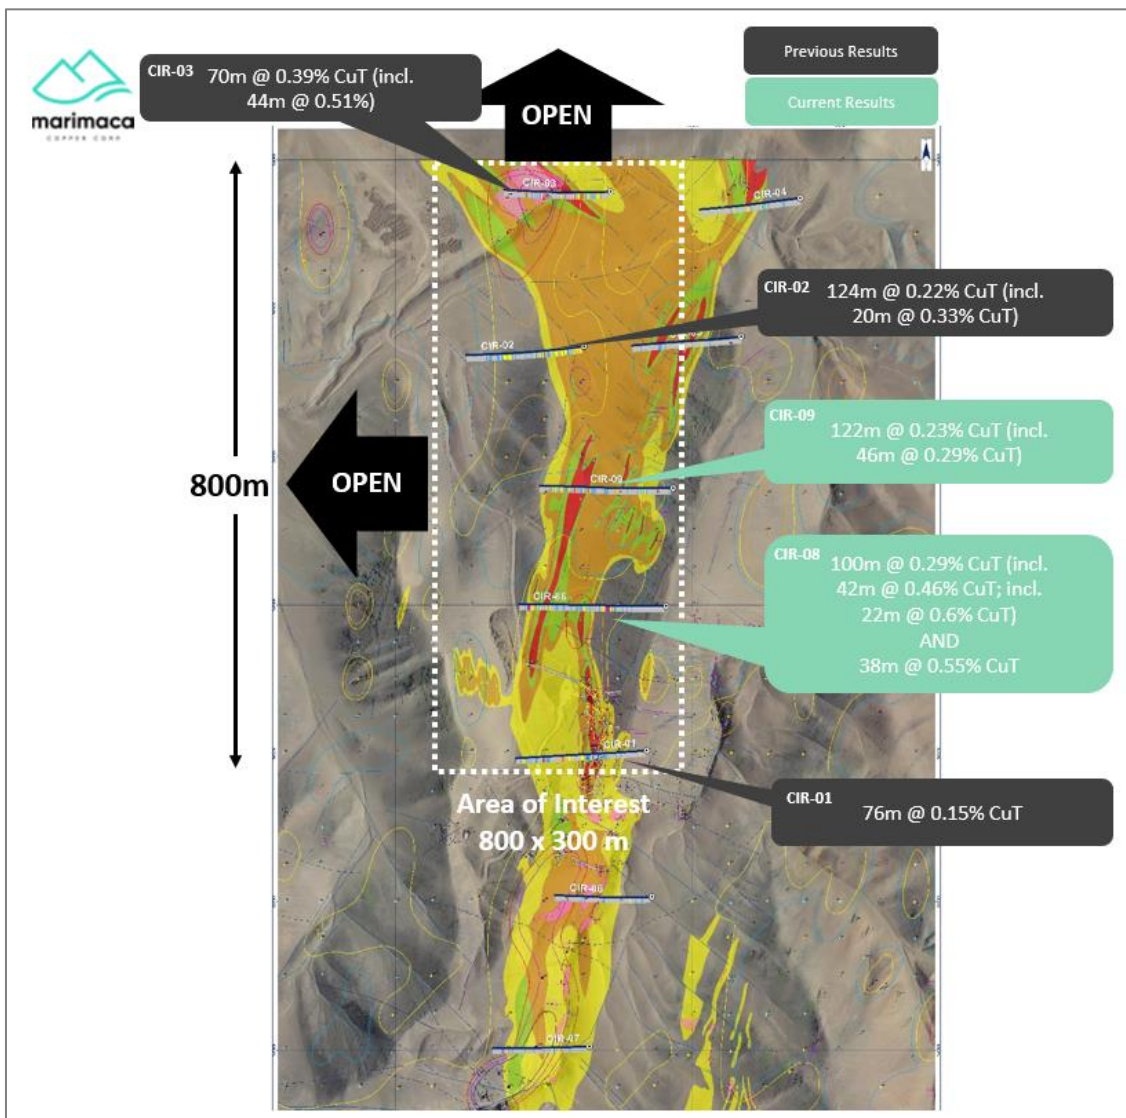 marimaca
COPPER CORP
CIR-03
70m @ 0.39% CuT (incl.
44m @ 0.51%)
OPEN
Previous Results
Current Results
CIR-03
CIR-04
CIR-02
124m @ 0.22% CuT (incl.
20m @ 0.33% CuT)
CIR-02
CIR-09
122m @ 0.23% CuT (incl.
46m @ 0.29% CuT)
800m
OPEN
CIR-09
CIR-08
100m @ 0.29% CuT (incl.
42m @ 0.46% CuT; incl.
22m @ 0.6% CuT)
AND
38m @ 0.55% CuT
CIR-01
Area of Interest
800 x 300 m
CIR-01
76m @ 0.15% CuT
CIR-06
CIR-07